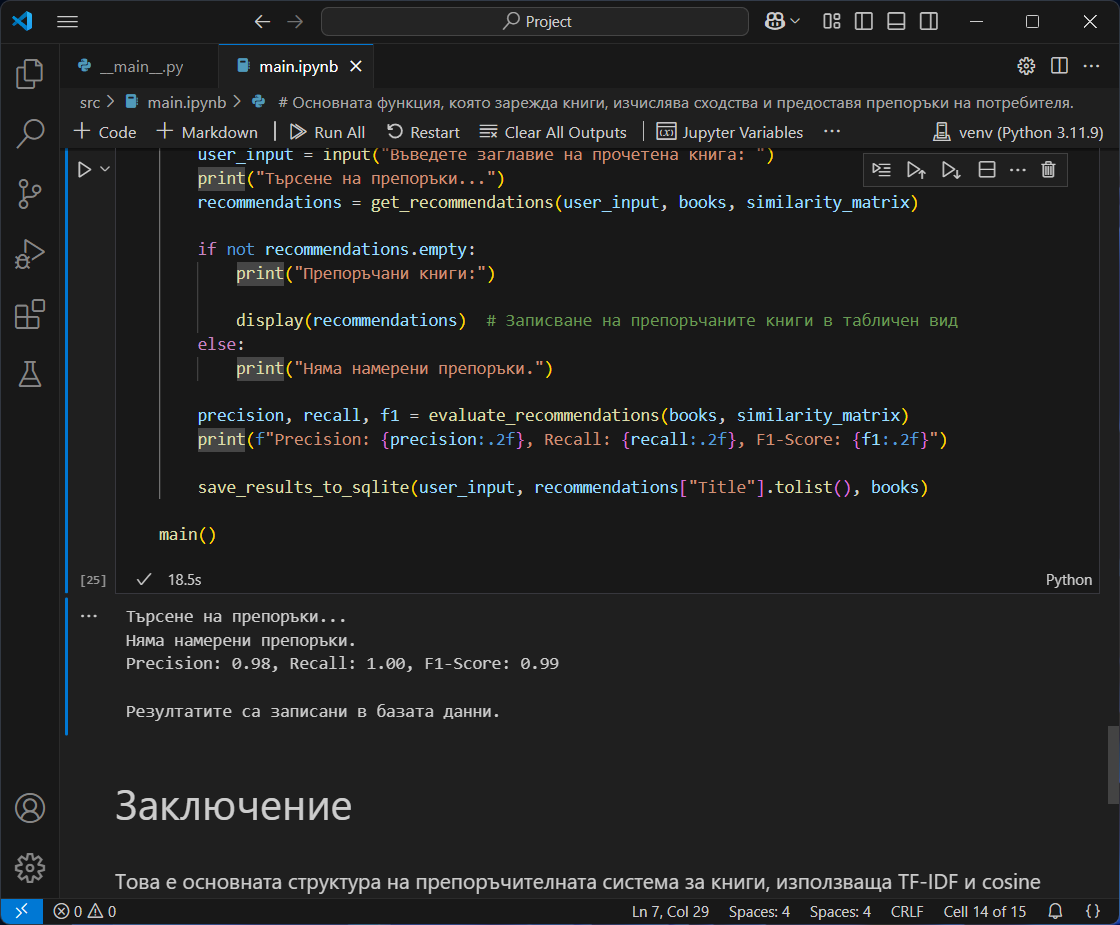 Project
__main__.py
main.ipynb
src > main.ipynb > # Основната функция, която зарежда книги, изчислява сходства и предоставя препоръки на потребителя.
+ Code + Markdown Run All Restart Clear All Outputs Jupyter Variables ... venv (Python 3.11.9)
user_input = input("Въведете заглавие на прочетена книга: ")
print("Търсене на препоръки...")
recommendations = get_recommendations(user_input, books, similarity_matrix)
if not recommendations.empty:
print("Препоръчани книги:")
display(recommendations)  # Записване на препоръчаните книги в табличен вид
else:
print("Няма намерени препоръки.")
precision, recall, f1 = evaluate_recommendations(books, similarity_matrix)
print(f"Precision: {precision:.2f}, Recall: {recall:.2f}, F1-Score: {f1:.2f}")
save_results_to_sqlite(user_input, recommendations["Title"].tolist(), books)
main()
[25] 18.5s Python
Търсене на препоръки...
Няма намерени препоръки.
Precision: 0.98, Recall: 1.00, F1-Score: 0.99
Резултатите са записани в базата данни.
Заключение
Това е основната структура на препоръчителната система за книги, използваща TF-IDF и cosine
0 0 Ln 7, Col 29 Spaces: 4 Spaces: 4 CRLF Cell 14 of 15 {}